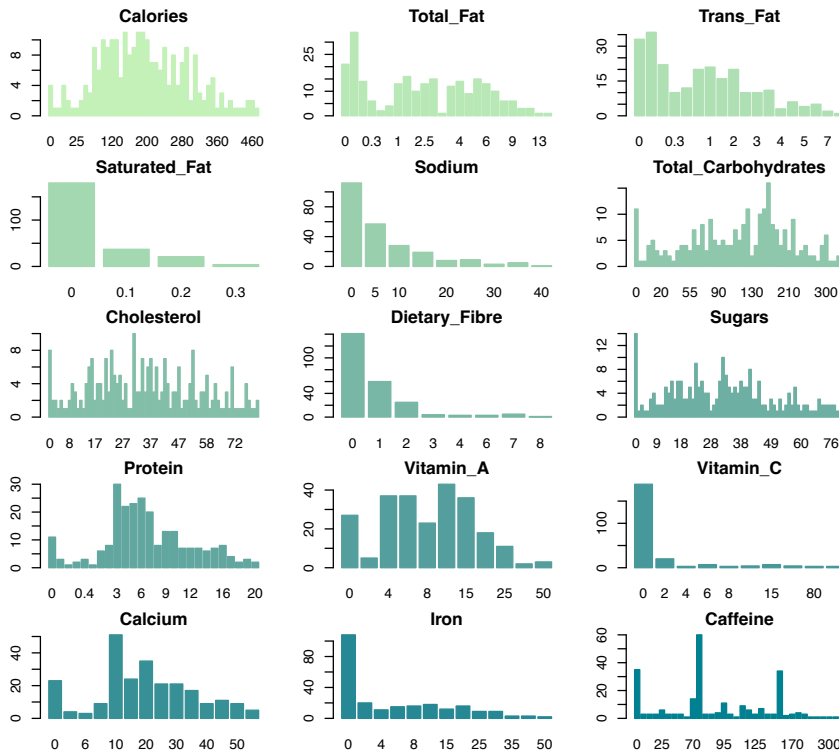 Calories Total_Fat Trans_Fat
0 4 8
5 15 25
0 15 30
0 25 120 200 280 360 460
0 0.3 1 2.5 4 6 9 13
0 0.3 1 2 3 4 5 7
Saturated_Fat Sodium Total_Carbohydrates
0 100
0 40 80
0 5 10
0 0.1 0.2 0.3
0 5 10 20 30 40
0 20 55 90 130 210 300
Cholesterol Dietary_Fibre Sugars
0 4 8
0 40 100
0 4 8 12
0 8 17 27 37 47 58 72
0 1 2 3 4 6 7 8
0 9 18 28 38 49 60 76
Protein Vitamin_A Vitamin_C
0 10 20 30
0 20 40
0 100
0 0.4 3 6 9 12 16 20
0 4 8 15 25 50
0 2 4 6 8 15 80
Calcium Iron Caffeine
0 20 40
0 40 80
0 20 40 60
0 6 10 20 30 50
0 4 8 15 25 35 50
0 25 70 95 125 170 300